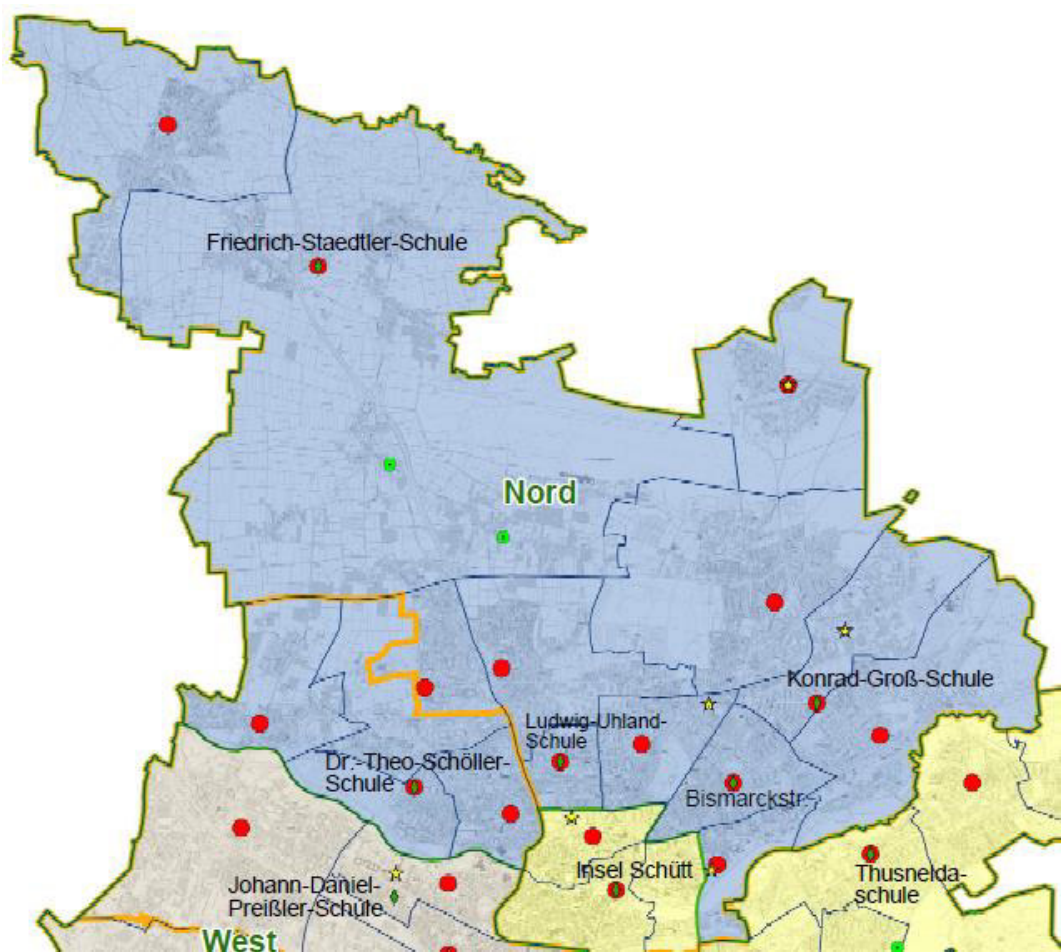 Friedrich-Staedtler-Schule
Nord
Konrad-Groß-Schule
Ludwig-Uhland-
Schule
Dr.-Theo-Schöller-
Schule
Bismarckstr.
Insel Schütt
Thusnelda-
schule
Johann-Daniel-
Preißler-Schule
West